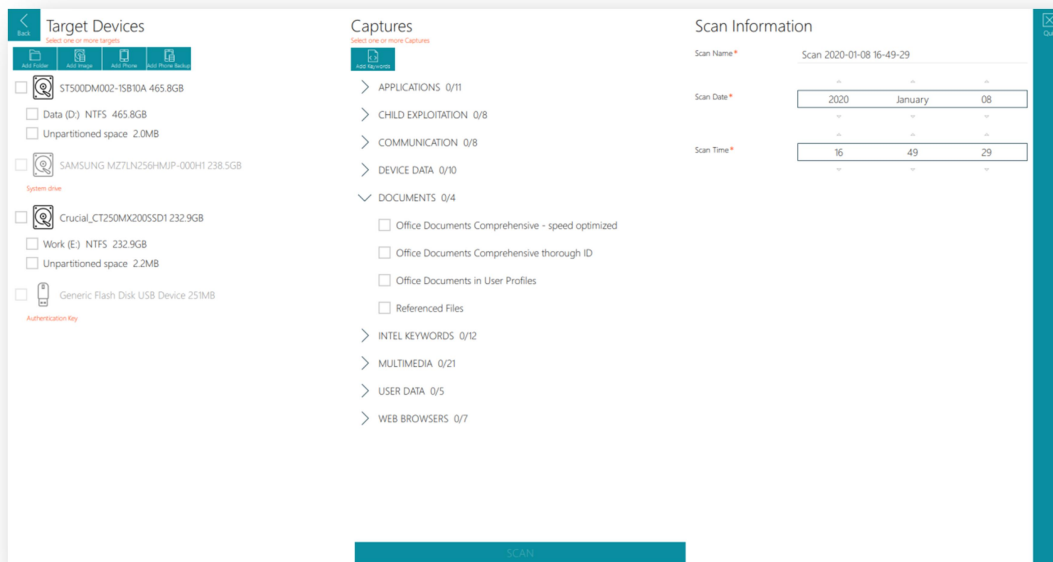 Back
Target Devices
Select one or more targets
Add Folder
Add Image
Add Phone
Add Phone Backup
ST500DM002-1SB10A 465.8GB
Data (D:) NTFS 465.8GB
Unpartitioned space 2.0MB
SAMSUNG MZ7LN256HMJP-000H1 238.5GB
System drive
Crucial_CT250MX200SSD1 232.9GB
Work (E:) NTFS 232.9GB
Unpartitioned space 2.2MB
Generic Flash Disk USB Device 251MB
Authentication Key
Captures
Select one or more Captures
Add Keywords
APPLICATIONS 0/11
CHILD EXPLOITATION 0/8
COMMUNICATION 0/8
DEVICE DATA 0/10
DOCUMENTS 0/4
Office Documents Comprehensive - speed optimized
Office Documents Comprehensive thorough ID
Office Documents in User Profiles
Referenced Files
INTEL KEYWORDS 0/12
MULTIMEDIA 0/21
USER DATA 0/5
WEB BROWSERS 0/7
SCAN
Scan Information
Scan Name * Scan 2020-01-08 16-49-29
Scan Date * 2020 January 08
Scan Time * 16 49 29